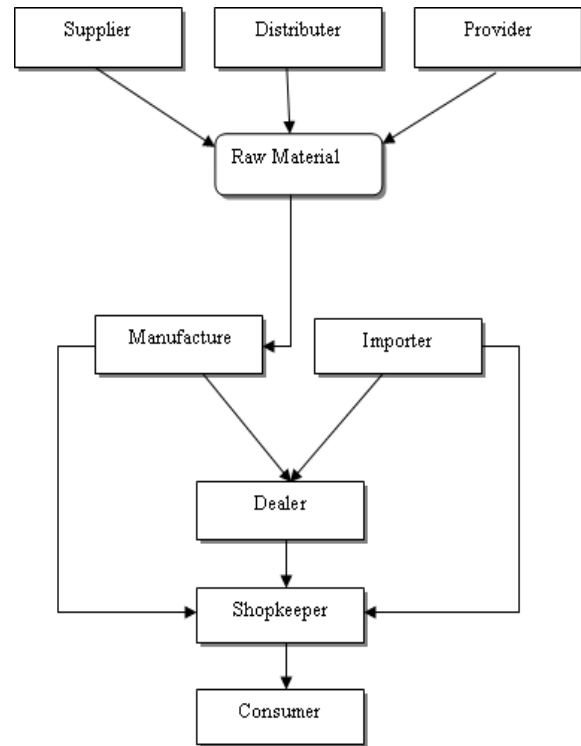 Supplier
Distributer
Provider
Raw Material
Manufacture
Importer
Dealer
Shopkeeper
Consumer